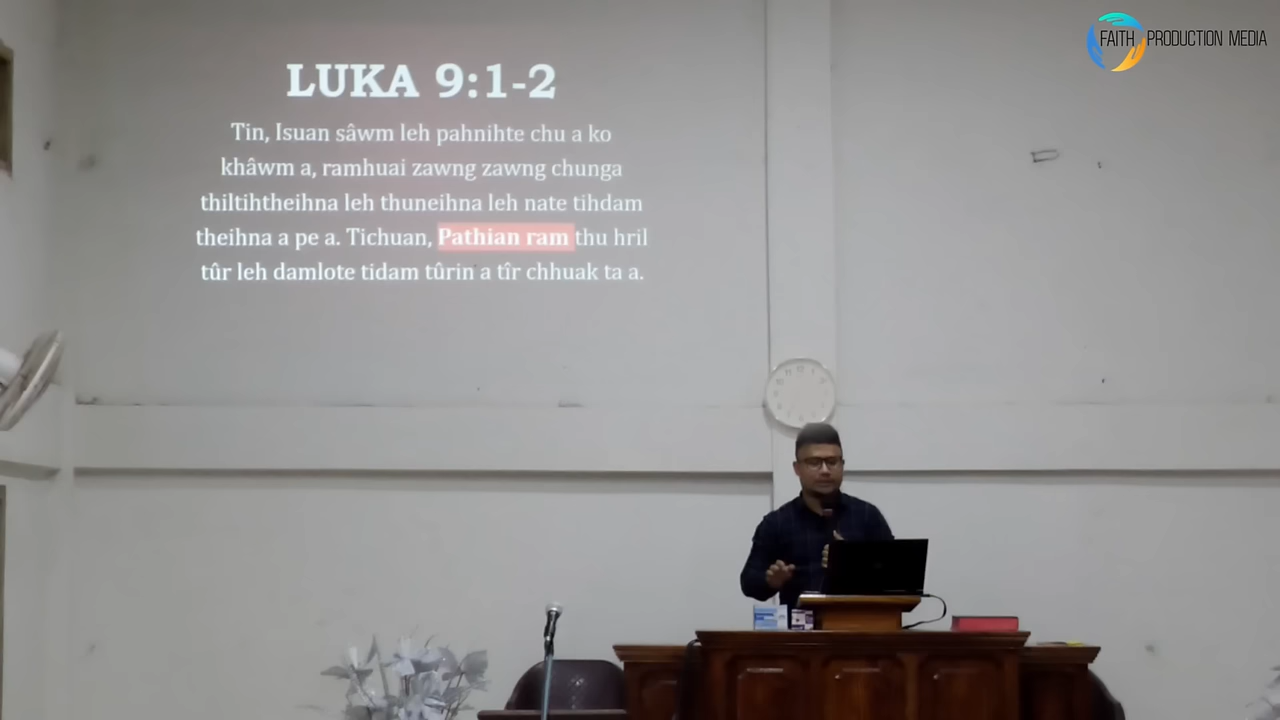 FAITH PRODUCTION MEDIA
LUKA 9:1-2
Tin, Isuan sâwm leh pahnihte chu a ko
khâwm a, ramhuai zawng zawng chunga
thiltihtheihna leh thuneihna leh nate tihdam
theihna a pe a. Tichuan, Pathian ram thu hril
tûr leh damlote tidam tûrin a tîr chhuak ta a.